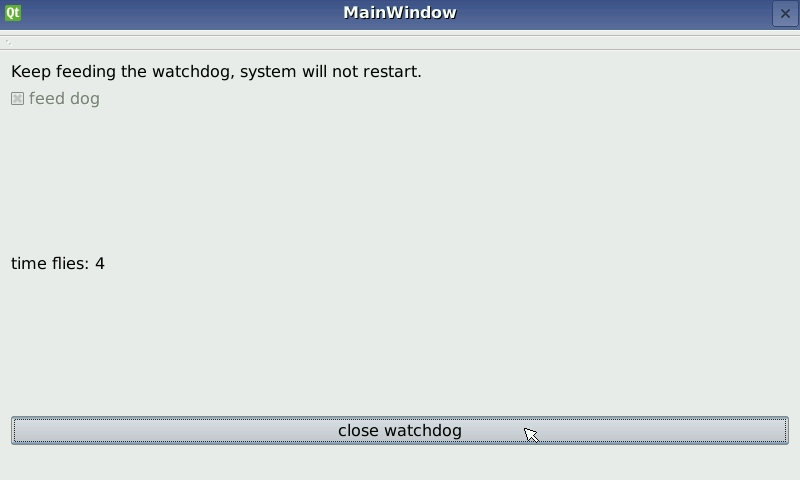 Qt MainWindow
Keep feeding the watchdog, system will not restart.
feed dog
time flies: 4
close watchdog